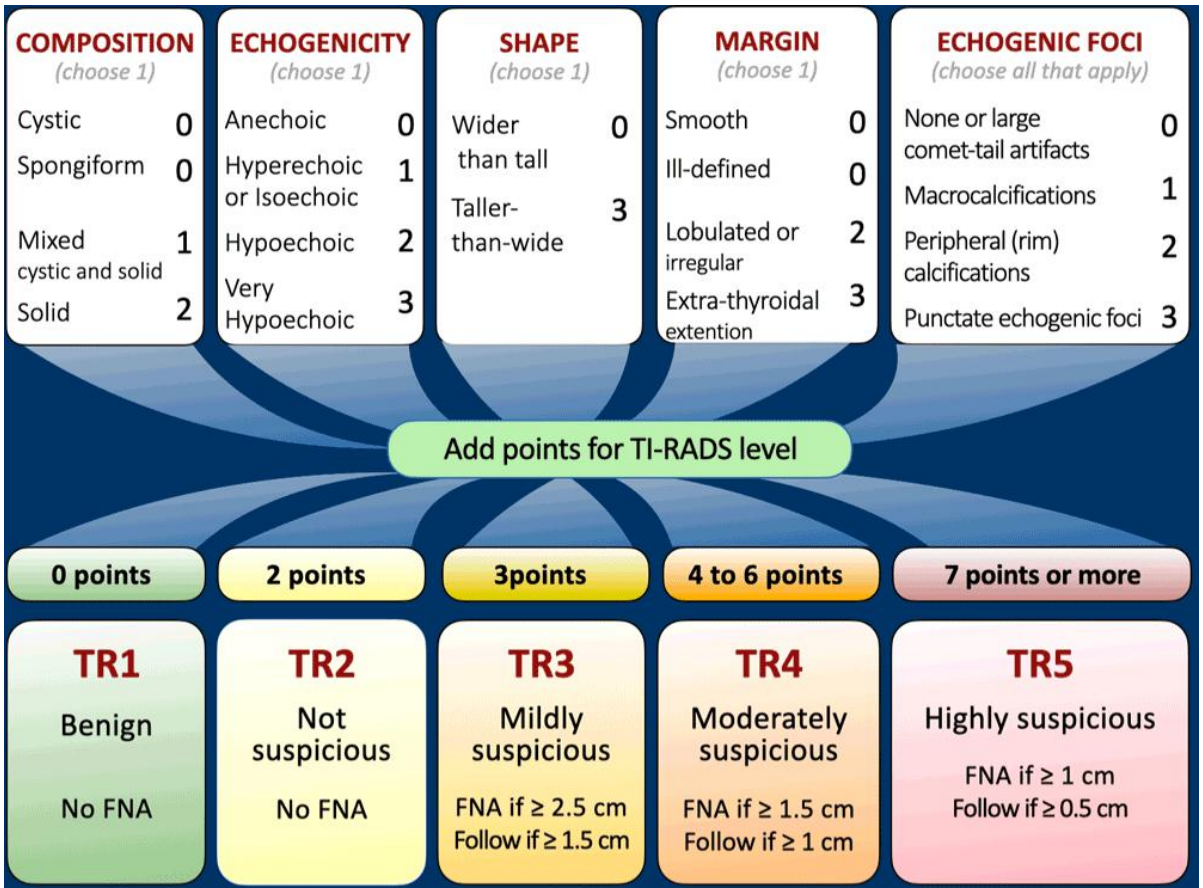 COMPOSITION
(choose 1)
Cystic 0
Spongiform 0
Mixed 1
cystic and solid
Solid 2
ECHOGENICITY
(choose 1)
Anechoic 0
Hyperechoic 1
or Isoechoic
Hypoechoic 2
Very 3
Hypoechoic
SHAPE
(choose 1)
Wider 0
than tall
Taller- 3
than-wide
MARGIN
(choose 1)
Smooth 0
Ill-defined 0
Lobulated or 2
irregular
Extra-thyroidal 3
extention
ECHOGENIC FOCI
(choose all that apply)
None or large 0
comet-tail artifacts
Macrocalcifications 1
Peripheral (rim) 2
calcifications
Punctate echogenic foci 3
Add points for TI-RADS level
0 points
2 points
3points
4 to 6 points
7 points or more
TR1
Benign
No FNA
TR2
Not
suspicious
No FNA
TR3
Mildly
suspicious
FNA if ≥ 2.5 cm
Follow if ≥ 1.5 cm
TR4
Moderately
suspicious
FNA if ≥ 1.5 cm
Follow if ≥ 1 cm
TR5
Highly suspicious
FNA if ≥ 1 cm
Follow if ≥ 0.5 cm